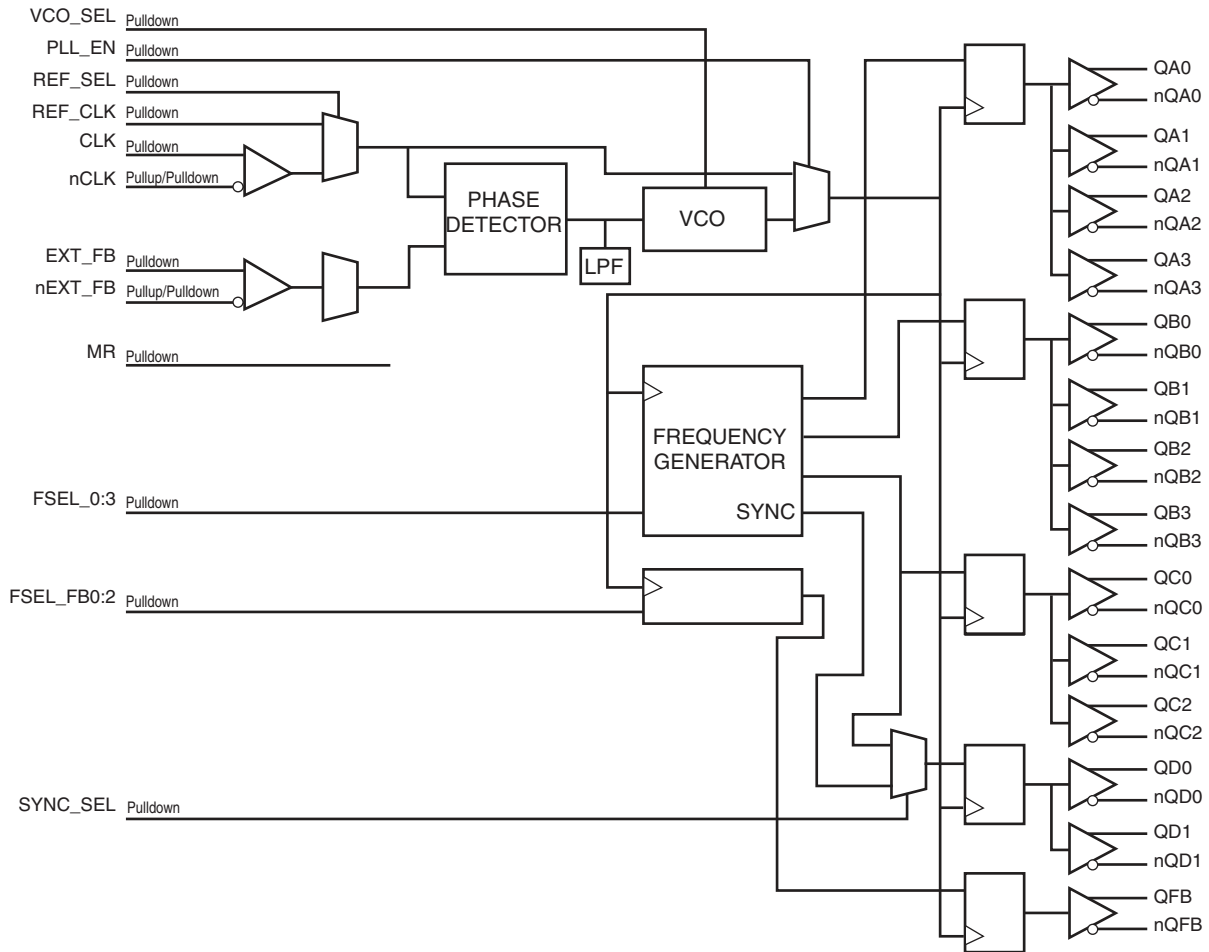 VCO_SEL Pulldown
PLL_EN Pulldown
REF_SEL Pulldown
REF_CLK Pulldown
CLK Pulldown
nCLK Pullup/Pulldown
EXT_FB Pulldown
nEXT_FB Pullup/Pulldown
MR Pulldown
FSEL_0:3 Pulldown
FSEL_FB0:2 Pulldown
SYNC_SEL Pulldown
PHASE
DETECTOR
LPF
VCO
FREQUENCY
GENERATOR
SYNC
QA0
nQA0
QA1
nQA1
QA2
nQA2
QA3
nQA3
QB0
nQB0
QB1
nQB1
QB2
nQB2
QB3
nQB3
QC0
nQC0
QC1
nQC1
QC2
nQC2
QD0
nQD0
QD1
nQD1
QFB
nQFB